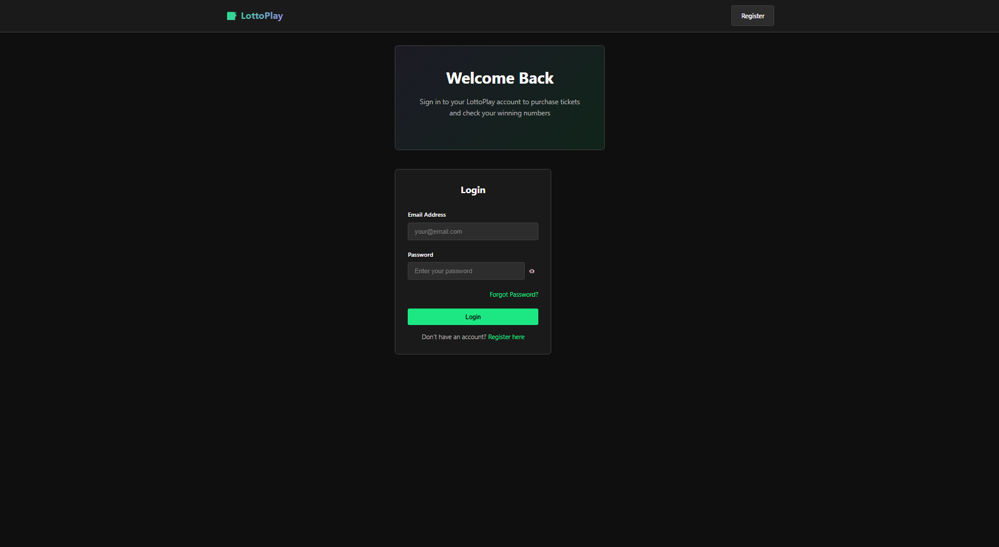 LottoPlay
Register
Welcome Back
Sign in to your LottoPlay account to purchase tickets
and check your winning numbers
Login
Email Address
your@email.com
Password
Enter your password
Forgot Password?
Login
Don't have an account? Register here